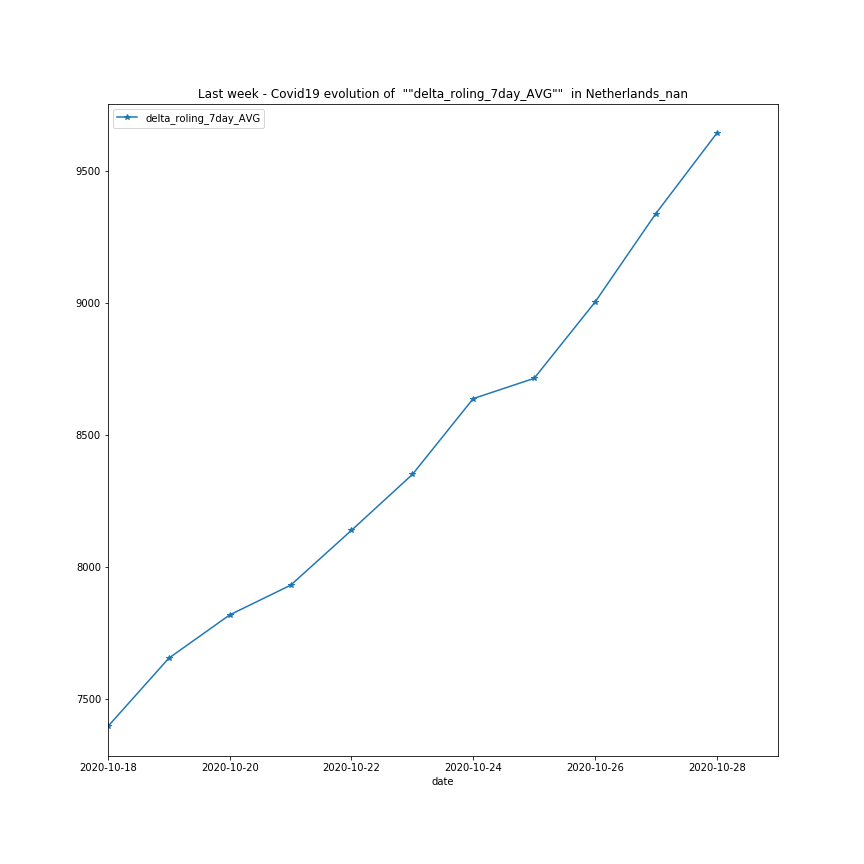 Last week - Covid19 evolution of  ""delta_roling_7day_AVG""  in Netherlands_nan
delta_roling_7day_AVG
9500
9000
8500
8000
7500
2020-10-18 2020-10-20 2020-10-22 2020-10-24 2020-10-26 2020-10-28
date